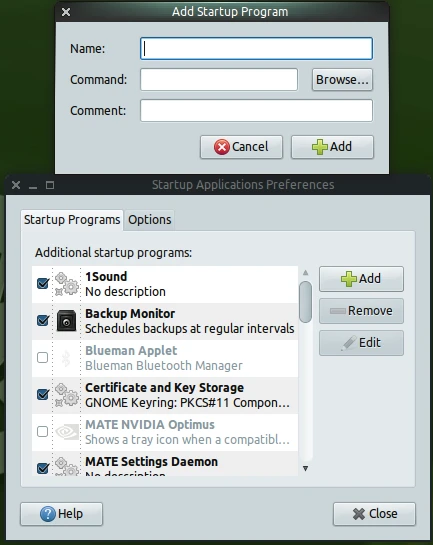 Add Startup Program
Name:
Command:
Browse...
Comment:
Cancel
Add
Startup Applications Preferences
Startup Programs
Options
Additional startup programs:
1Sound
No description
Add
Backup Monitor
Schedules backups at regular intervals
Remove
Blueman Applet
Blueman Bluetooth Manager
Edit
Certificate and Key Storage
GNOME Keyring: PKCS#11 Compon...
MATE NVIDIA Optimus
Shows a tray icon when a compatibl...
MATE Settings Daemon
No description
Help
Close